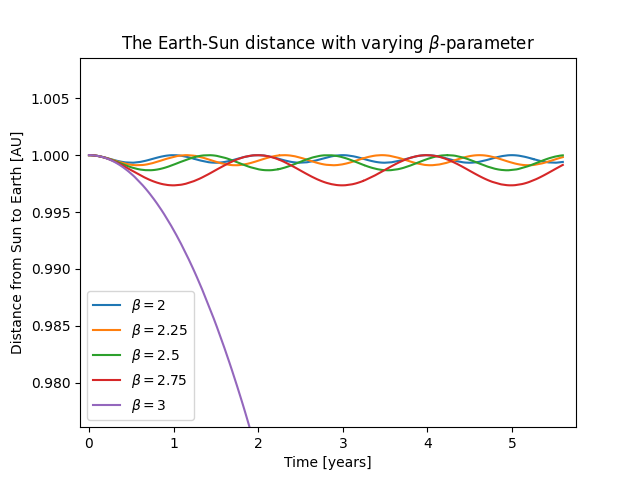 The Earth-Sun distance with varying β-parameter
Distance from Sun to Earth [AU]
1.005
1.000
0.995
0.990
0.985
0.980
β = 2
β = 2.25
β = 2.5
β = 2.75
β = 3
0 1 2 3 4 5
Time [years]